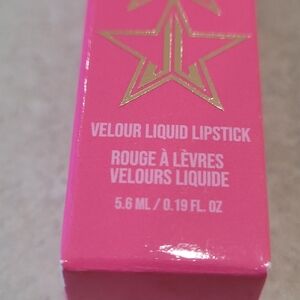 VELOUR LIQUID LIPSTICK
ROUGE À LÈVRES
VELOURS LIQUIDE
5.6 ML / 0.19 FL. OZ